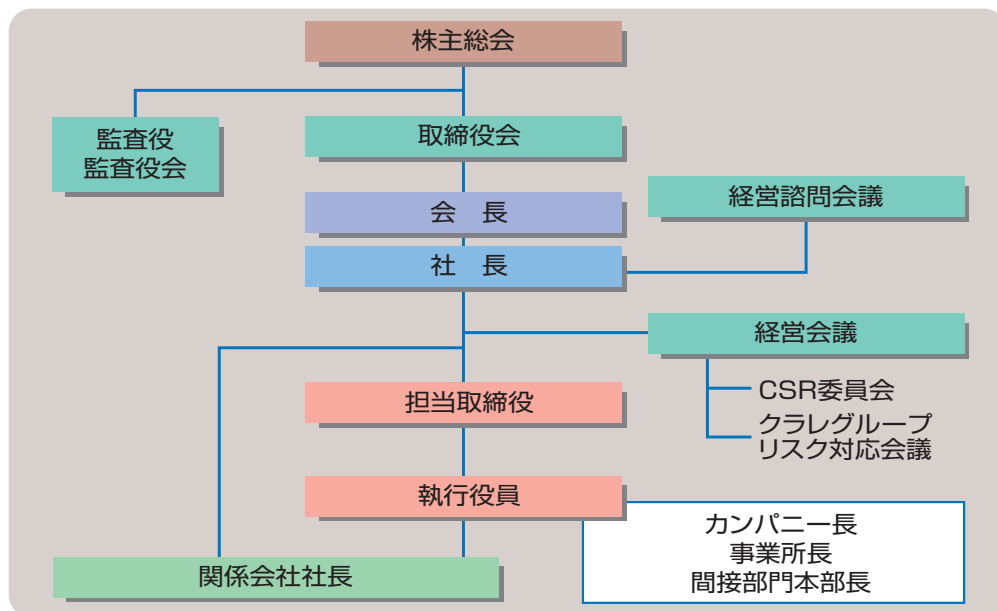 株主総会
監査役
監査役会
取締役会
会　長
経営諮問会議
社　長
経営会議
CSR委員会
クラレグループ
リスク対応会議
担当取締役
執行役員
カンパニー長
事業所長
間接部門本部長
関係会社社長